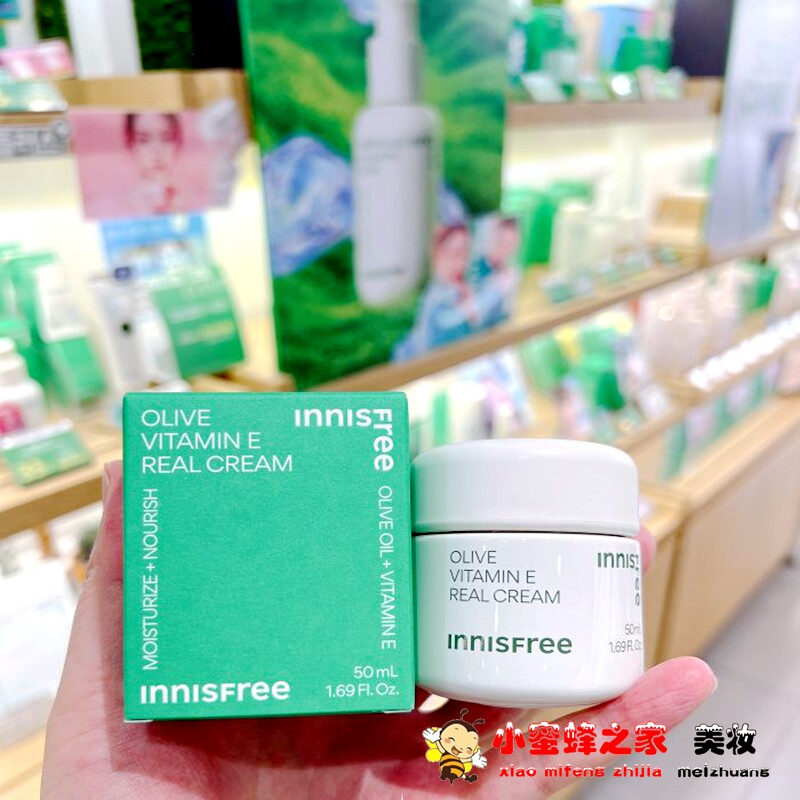 OLIVE
VITAMIN E
REAL CREAM
INNISFree
MOISTURIZE + NOURISH
OLIVE OIL + VITAMIN E
50 mL
1.69 Fl. Oz.
INNISFree
OLIVE
VITAMIN E
REAL CREAM
INNISFree
INNISFree
50mL
1.69 Fl. Oz
小蜜蜂之家 美妆
xiao mifeng zhijia meizhuang